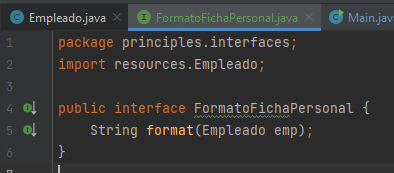 Empleado.java FormatoFichaPersonal.java Main.jav
1 package principles.interfaces;
2 import resources.Empleado;
3
4 public interface FormatoFichaPersonal {
5 String format(Empleado emp);
6 }